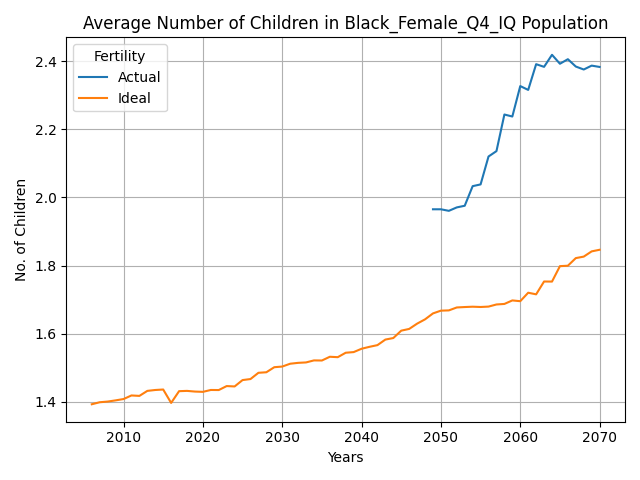 Average Number of Children in Black_Female_Q4_IQ Population
Fertility
Actual
Ideal
No. of Children
2.4
2.2
2.0
1.8
1.6
1.4
2010 2020 2030 2040 2050 2060 2070
Years